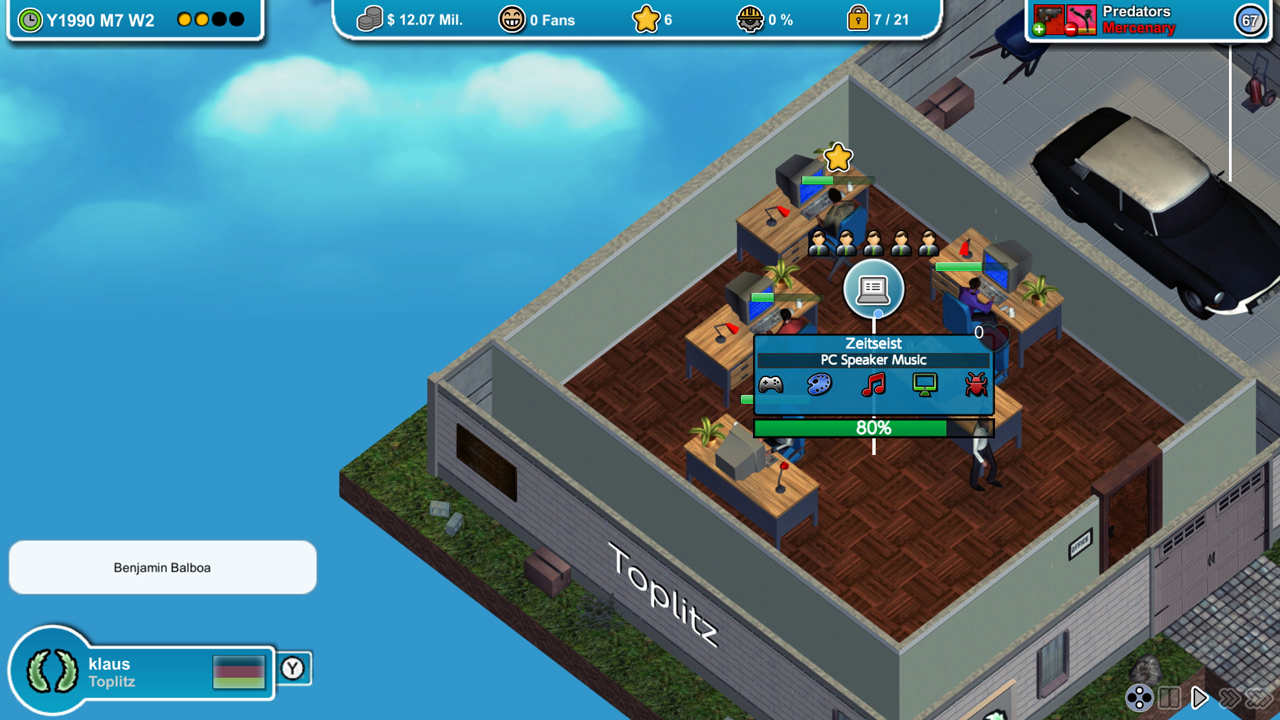 Y1990 M7 W2
$ 12.07 Mil.
0 Fans
6
0 %
7 / 21
Predators
Mercenary
67
0
Zeitseist
PC Speaker Music
80%
OFFICE
Toplitz
Benjamin Balboa
klaus
Toplitz
Y